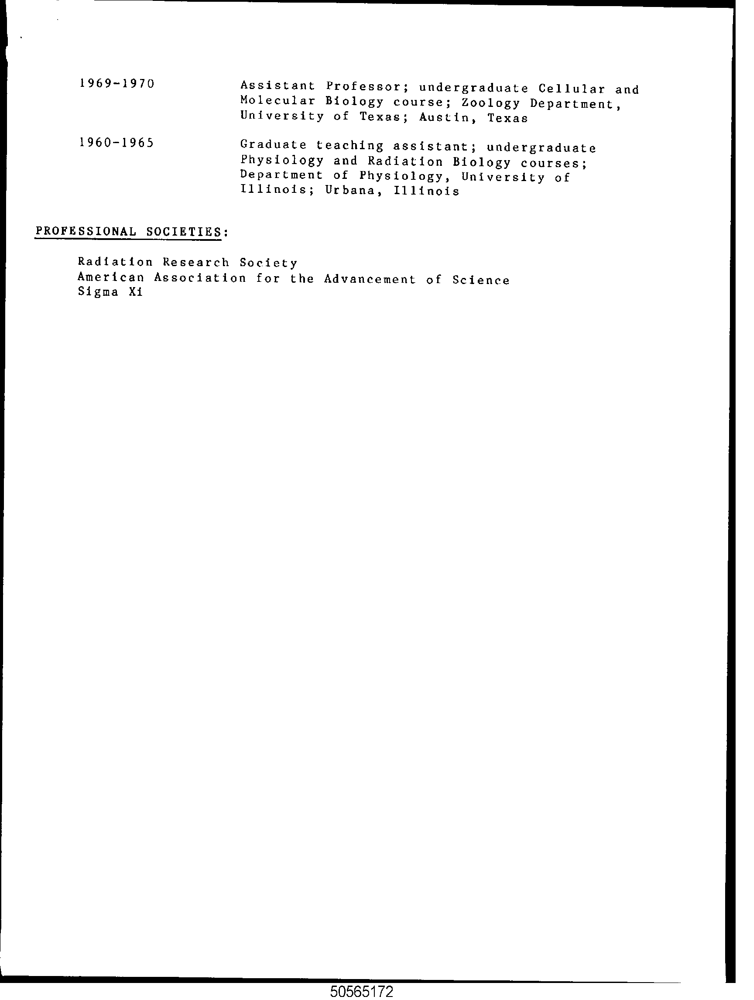 1969-1970 Assistant Professor; undergraduate Cellular and
Molecular Biology course; Zoology Department,
University of Texas; Austin, Texas
1960-1965 Graduate teaching assistant; undergraduate
Physiology and Radiation Biology courses;
Department of Physiology, University of
Illinois; Urbana, Illinois
PROFESSIONAL SOCIETIES:
Radiation Research Society
American Association for the Advancement of Science
Sigma Xi
50565172